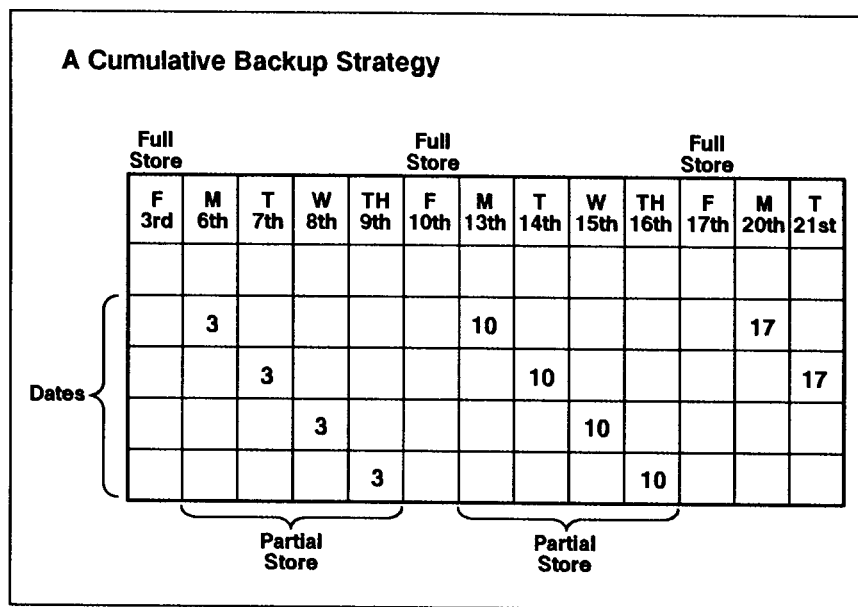 A Cumulative Backup Strategy
Full Store Full Store Full Store
F M T W TH F M T W TH F M T
3rd 6th 7th 8th 9th 10th 13th 14th 15th 16th 17th 20th 21st
3 10 17
3 10 17
Dates
3 10
3 10
Partial Store Partial Store